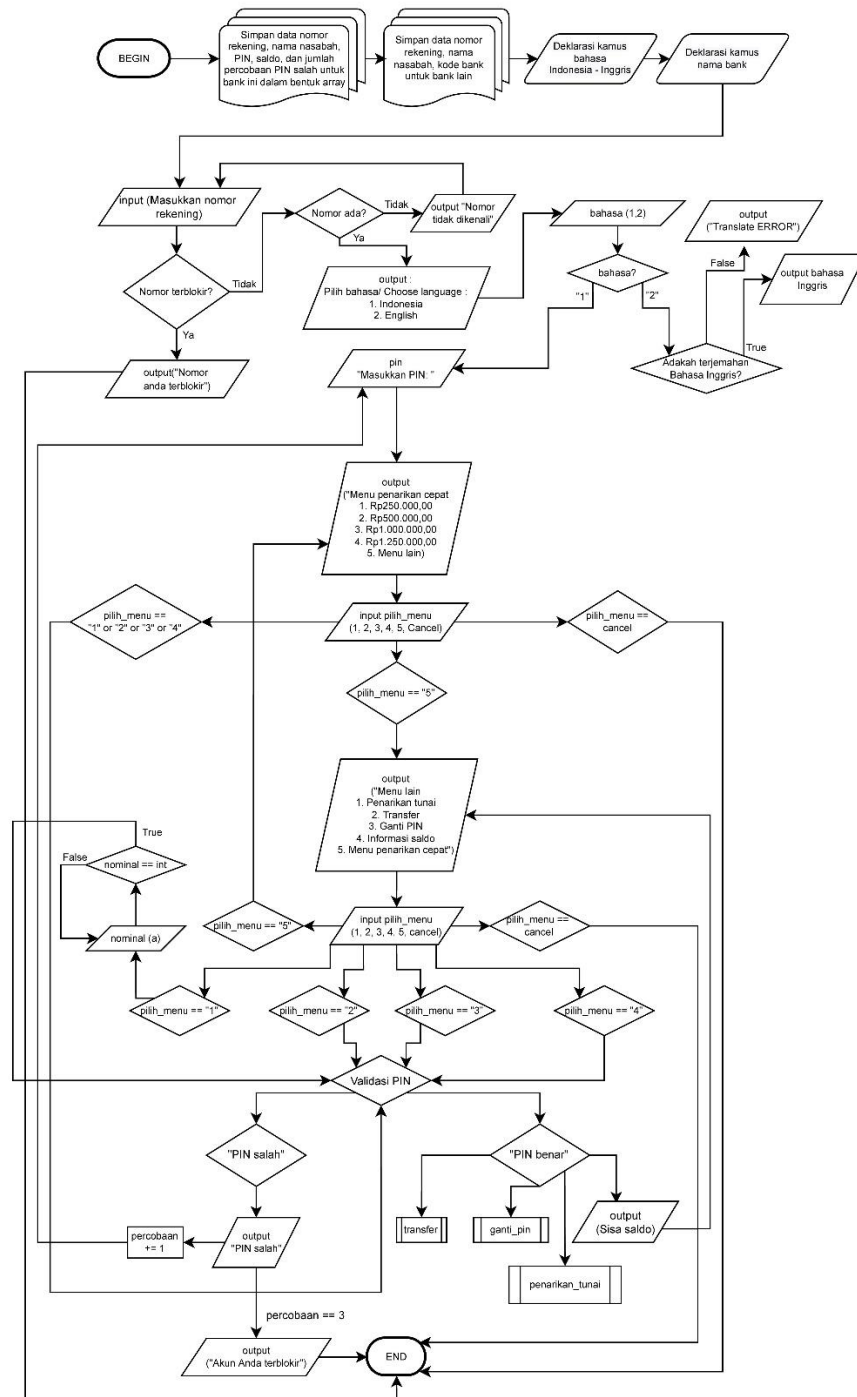 BEGIN
Simpan data nomor
rekening, nama nasabah,
PIN, saldo, dan jumlah
percobaan PIN salah untuk
bank ini dalam bentuk array
Simpan data nomor
rekening, nama
nasabah, kode bank
untuk bank lain
Deklarasi kamus
bahasa
Indonesia - Inggris
Deklarasi kamus
nama bank
input (Masukkan nomor
rekening)
Nomor ada?
Tidak
output "Nomor
tidak dikenali"
Ya
bahasa (1,2)
output
("Translate ERROR")
False
Nomor terblokir?
Tidak
output :
Pilih bahasa/ Choose language :
1. Indonesia
2. English
bahasa?
"1"
"2"
output bahasa
Inggris
True
Ya
output("Nomor
anda terblokir")
pin
"Masukkan PIN: "
Adakah terjemahan
Bahasa Inggris?
output
("Menu penarikan cepat
1. Rp250.000,00
2. Rp500.000,00
3. Rp1.000.000,00
4. Rp1.250.000,00
5. Menu lain)
pilih_menu ==
"1" or "2" or "3" or "4"
input pilih_menu
(1, 2, 3, 4, 5, Cancel)
pilih_menu ==
cancel
pilih_menu == "5"
output
("Menu lain
1. Penarikan tunai
2. Transfer
3. Ganti PIN
4. Informasi saldo
5. Menu penarikan cepat")
True
False
nominal == int
nominal (a)
pilih_menu == "5"
input pilih_menu
(1, 2, 3, 4. 5, cancel)
pilih_menu ==
cancel
pilih_menu == "1"
pilih_menu == "2"
pilih_menu == "3"
pilih_menu == "4"
Validasi PIN
"PIN salah"
"PIN benar"
percobaan
+= 1
output
"PIN salah"
transfer
ganti_pin
output
(Sisa saldo)
penarikan_tunai
percobaan == 3
output
("Akun Anda terblokir")
END